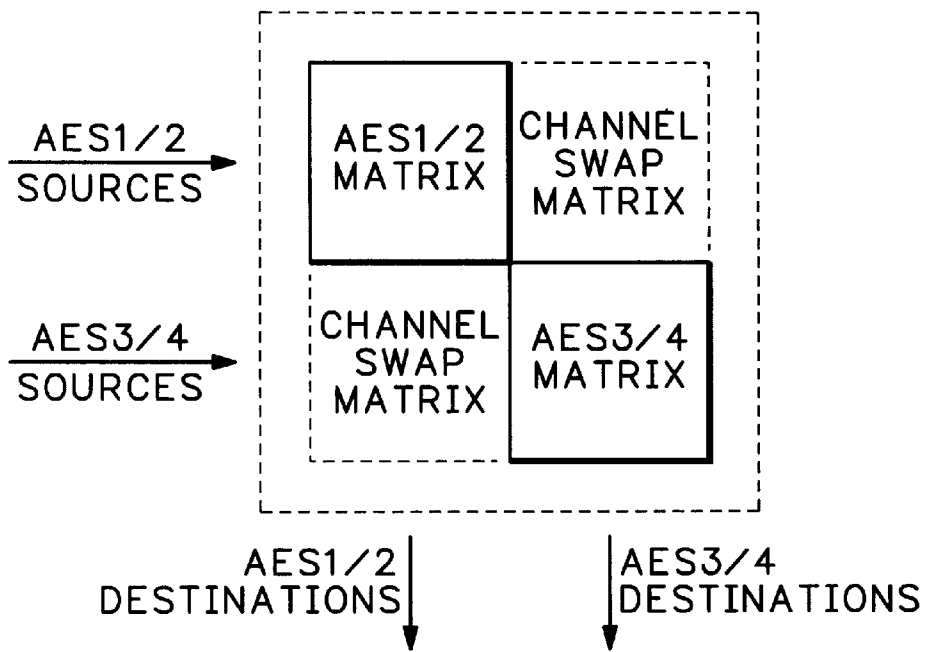 AES1/2
SOURCES
AES1/2
MATRIX
CHANNEL
SWAP
MATRIX
AES3/4
SOURCES
CHANNEL
SWAP
MATRIX
AES3/4
MATRIX
AES1/2
DESTINATIONS
AES3/4
DESTINATIONS